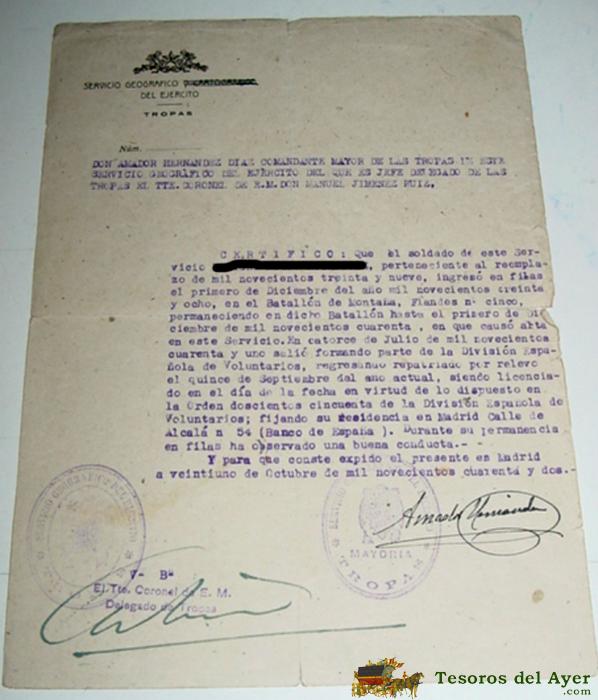 SERVICIO GEOGRAFICO
DEL EJERCITO
TROPAS
Núm.
DON AMADOR HERNANDEZ DIAZ COMANDANTE MAYOR DE LAS TROPAS DE ESTE
SERVICIO GEOGRÀFICO DEL EJÈRCITO DEL QUE ES JEFE DELEGADO DE LAS
TROPAS EL TTE. CORONEL DE E.M. DON MANUEL JIMENEZ RUIZ.
CERTIFICO: Que el soldado de este Ser-
vicio , perteneciente al reempla-
zo de mil novecientos treinta y nueve, ingresó en filas
el primero de Diciembre del año mil novecientos treinta
y ocho, en el Batallón de Montaña, Flandes nº cinco,
permaneciendo en dicho Batallón hasta el primero de Di-
ciembre de mil novecientos cuarenta , en que causó alta
en este Servicio. En catorce de Julio de mil novecientos
cuarenta y uno salió formando parte de la División Espa-
ñola de Voluntarios, regresando repatriado por relevo
el quince de Septiembre del año actual, siendo licencia-
do en el día de la fecha en virtud de lo dispuesto en
la Orden doscientos cincuenta de la División Española de
Voluntarios; fijando su residencia en Madrid Calle de
Alcalá n 54 (Banco de España ). Durante su permanencia
en filas ha observado una buena conducta.--
Y para que conste expido el presente en Madrid
a veintiuno de Octubre de mil novecientos cuarenta y dos.-
SERVICIO GEOGRAFICO DEL EJERCITO
MAYORIA
TROPAS
Amador Hernandez
V- Bº
El Tte. Coronel de E. M.
Delegado de Tropas
Tesoros del Ayer
.com